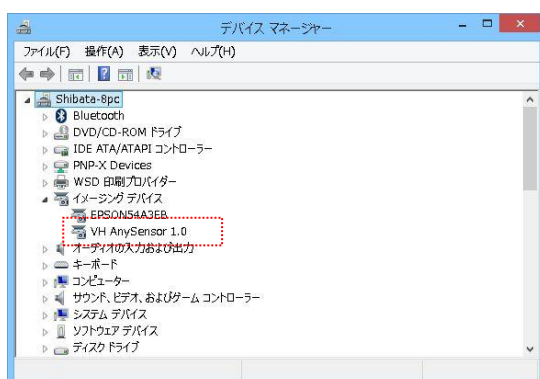 デバイス マネージャー
ファイル(F) 操作(A) 表示(V) ヘルプ(H)
Shibata-8pc
Bluetooth
DVD/CD-ROM ドライブ
IDE ATA/ATAPI コントローラー
PNP-X Devices
WSD 印刷プロバイダー
イメージング デバイス
EPSON54A3EB
VH AnySensor 1.0
オーディオの入力および出力
キーボード
コンピューター
サウンド、ビデオ、およびゲーム コントローラー
システム デバイス
ソフトウェア デバイス
ディスク ドライブ